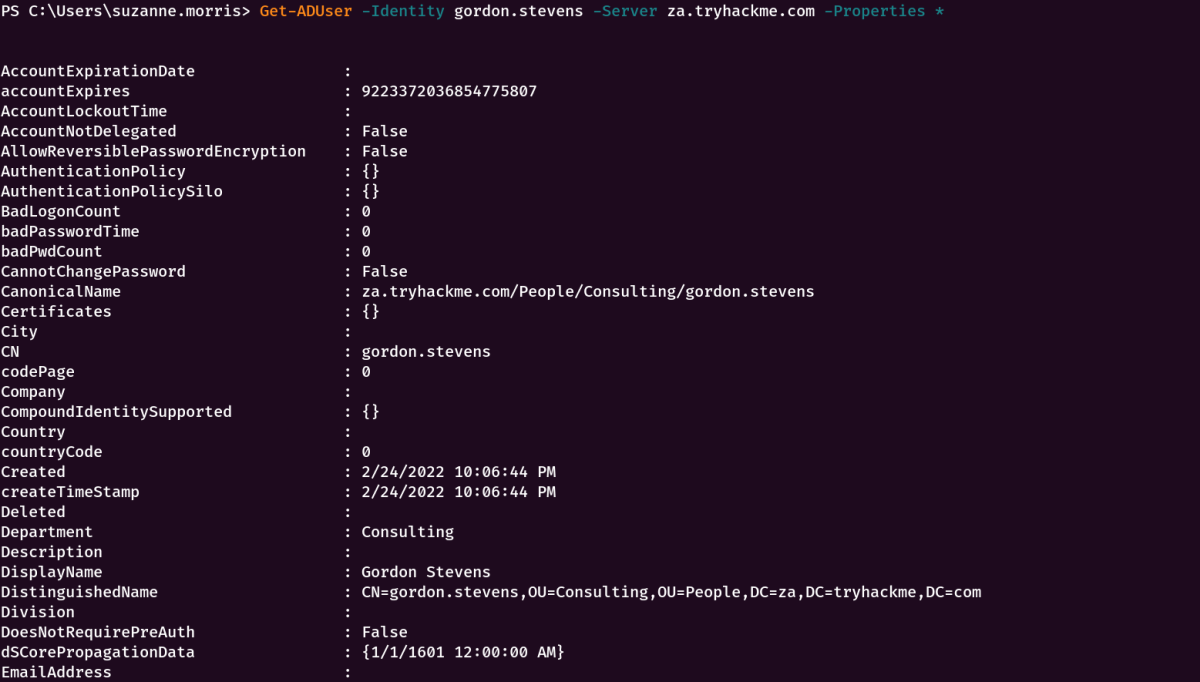 PS C:\Users\suzanne.morris> Get-ADUser -Identity gordon.stevens -Server za.tryhackme.com -Properties *
AccountExpirationDate :
accountExpires : 9223372036854775807
AccountLockoutTime :
AccountNotDelegated : False
AllowReversiblePasswordEncryption : False
AuthenticationPolicy : {}
AuthenticationPolicySilo : {}
BadLogonCount : 0
badPasswordTime : 0
badPwdCount : 0
CannotChangePassword : False
CanonicalName : za.tryhackme.com/People/Consulting/gordon.stevens
Certificates : {}
City :
CN : gordon.stevens
codePage : 0
Company :
CompoundIdentitySupported : {}
Country :
countryCode : 0
Created : 2/24/2022 10:06:44 PM
createTimeStamp : 2/24/2022 10:06:44 PM
Deleted :
Department : Consulting
Description :
DisplayName : Gordon Stevens
DistinguishedName : CN=gordon.stevens,OU=Consulting,OU=People,DC=za,DC=tryhackme,DC=com
Division :
DoesNotRequirePreAuth : False
dSCorePropagationData : {1/1/1601 12:00:00 AM}
EmailAddress :